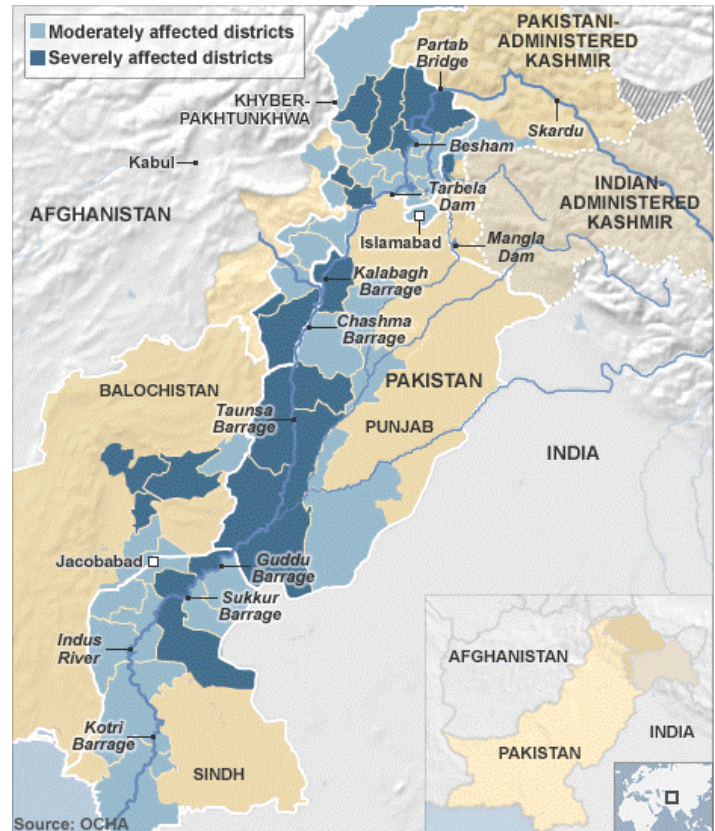 Moderately affected districts
Severely affected districts
PAKISTANI-
ADMINISTERED
KASHMIR
Partab
Bridge
KHYBER-
PAKHTUNKHWA
Skardu
Besham
Kabul
Tarbela
Dam
INDIAN-
ADMINISTERED
KASHMIR
AFGHANISTAN
Islamabad
Mangla
Dam
Kalabagh
Barrage
Chashma
Barrage
BALOCHISTAN
PAKISTAN
Taunsa
Barrage
PUNJAB
INDIA
Jacobabad
Guddu
Barrage
Sukkur
Barrage
Indus
River
AFGHANISTAN
Kotri
Barrage
INDIA
PAKISTAN
SINDH
Source: OCHA